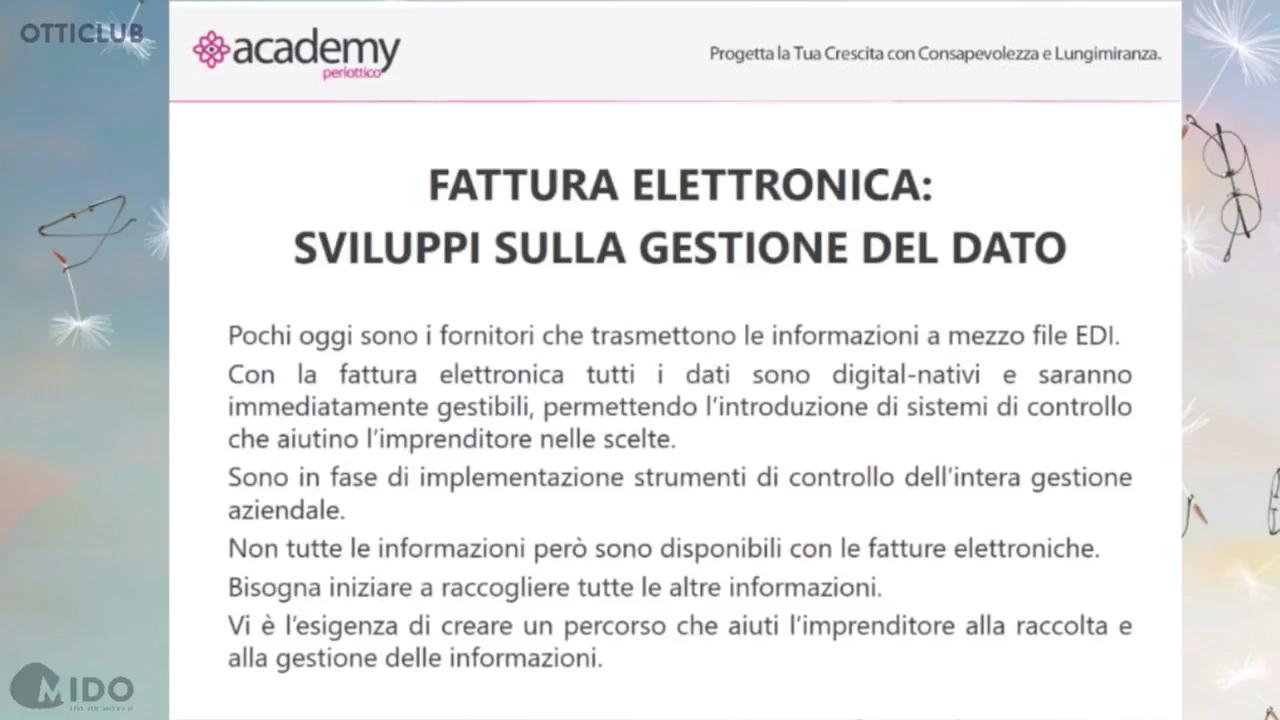 OTTICLUB
academy
periottico
Progetta la Tua Crescita con Consapevolezza e Lungimiranza.
FATTURA ELETTRONICA:
SVILUPPI SULLA GESTIONE DEL DATO
Pochi oggi sono i fornitori che trasmettono le informazioni a mezzo file EDI.
Con la fattura elettronica tutti i dati sono digital-nativi e saranno
immediatamente gestibili, permettendo l'introduzione di sistemi di controllo
che aiutino l'imprenditore nelle scelte.
Sono in fase di implementazione strumenti di controllo dell'intera gestione
aziendale.
Non tutte le informazioni però sono disponibili con le fatture elettroniche.
Bisogna iniziare a raccogliere tutte le altre informazioni.
Vi è l'esigenza di creare un percorso che aiuti l'imprenditore alla raccolta e
alla gestione delle informazioni.
MIDO